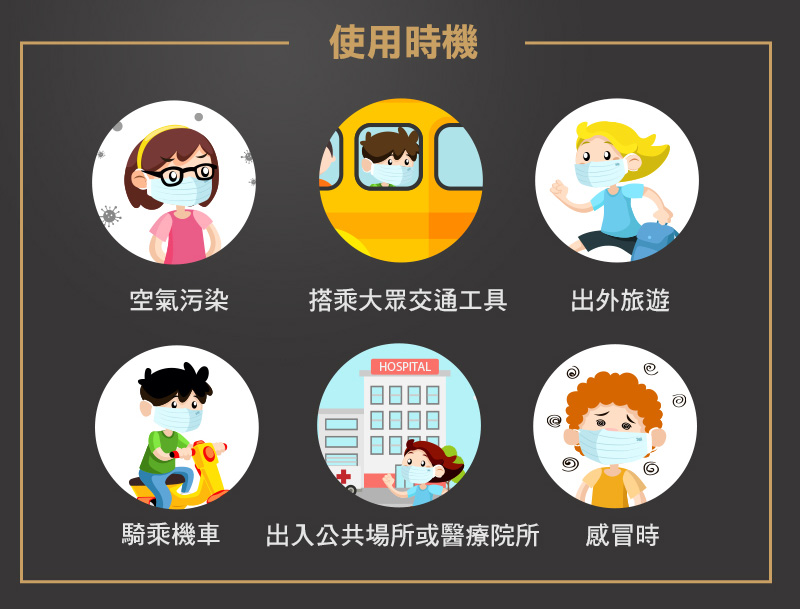 使用時機
空氣污染
搭乘大眾交通工具
出外旅遊
HOSPITAL
騎乘機車
出入公共場所或醫療院所
感冒時